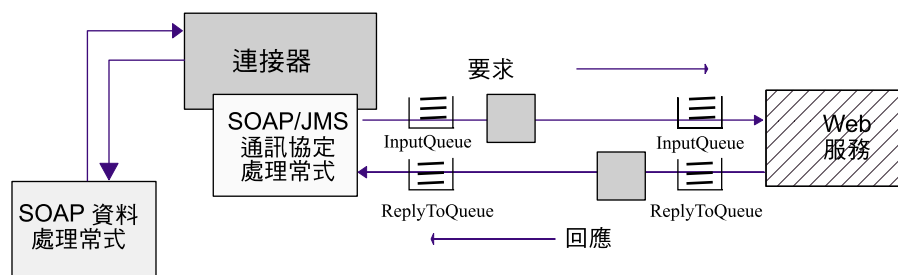 連接器
要求
SOAP/JMS
通訊協定
處理常式
InputQueue
InputQueue
Web
服務
ReplyToQueue
ReplyToQueue
SOAP 資料
處理常式
回應